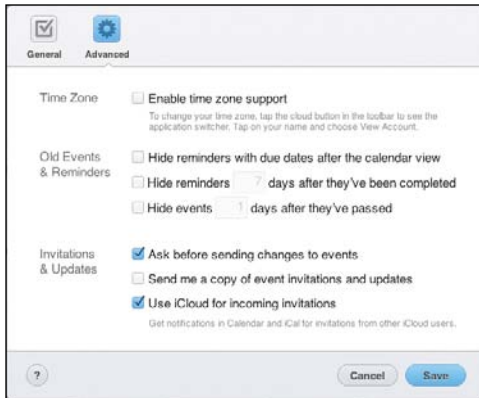 General Advanced
Time Zone Enable time zone support
To change your time zone, tap the cloud button in the toolbar to see the
application switcher. Tap on your name and choose View Account.
Old Events Hide reminders with due dates after the calendar view
& Reminders Hide reminders 7 days after they've been completed
Hide events 1 days after they've passed
Invitations Ask before sending changes to events
& Updates Send me a copy of event invitations and updates
Use iCloud for incoming invitations
Get notifications in Calendar and iCal for invitations from other iCloud users.
? Cancel Save